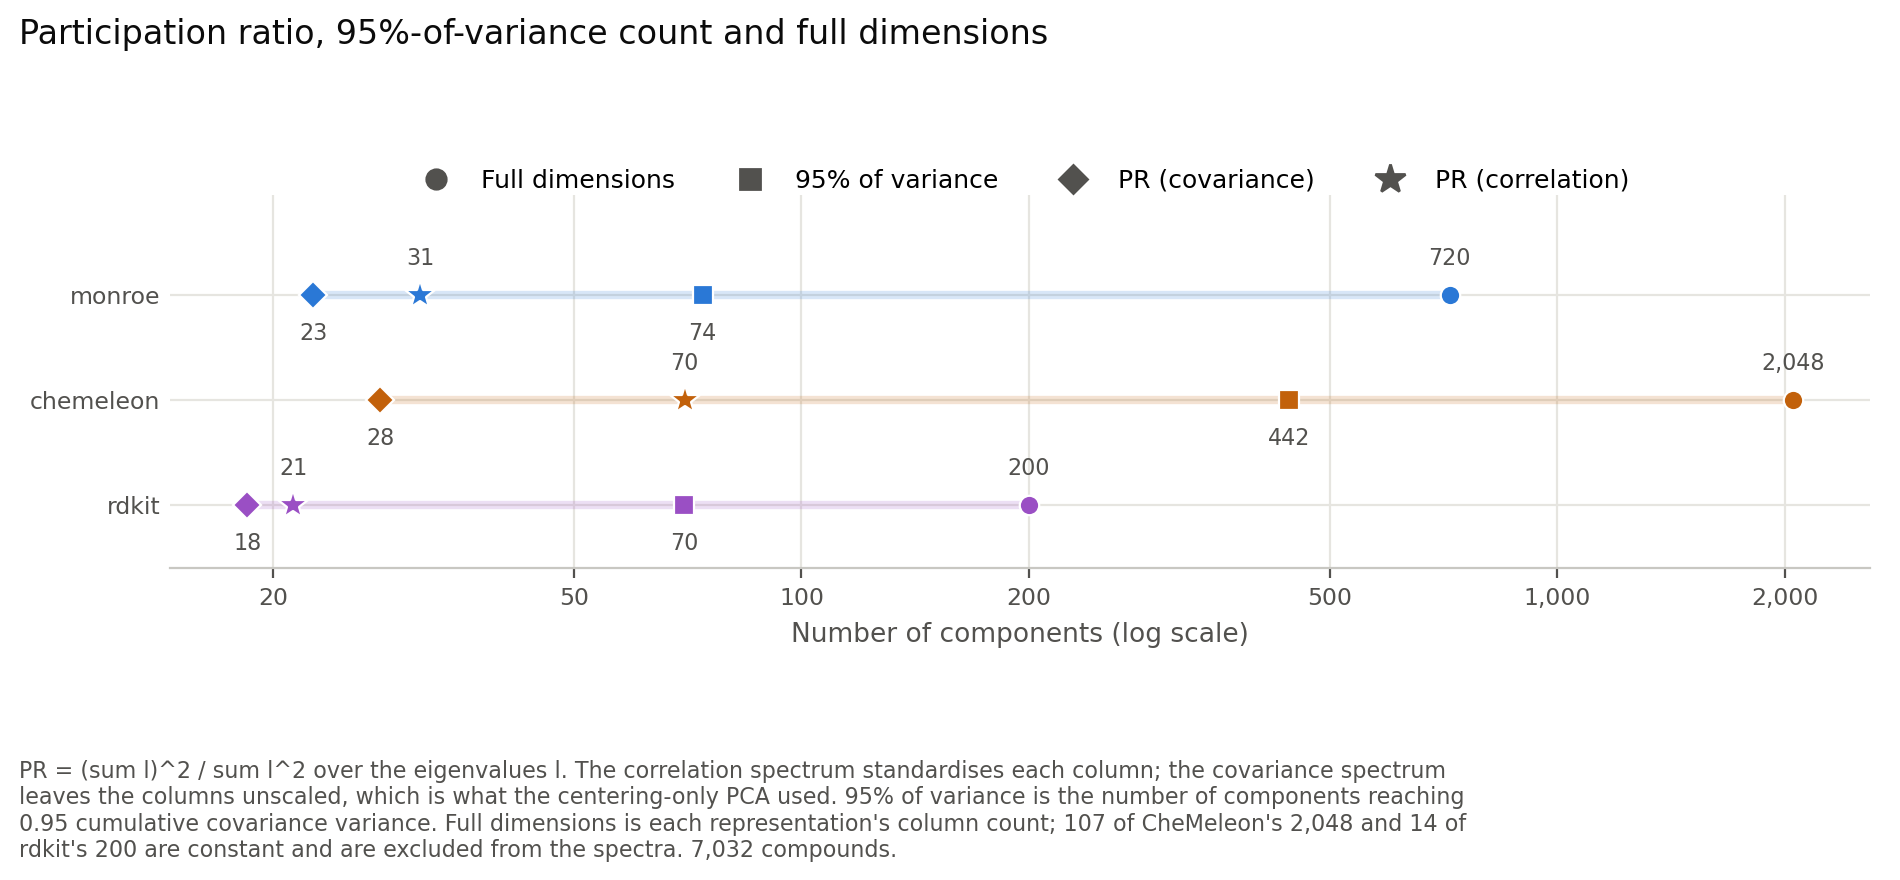 Participation ratio, 95%-of-variance count and full dimensions
Full dimensions
95% of variance
PR (covariance)
PR (correlation)
31
720
monroe
23
74
70
2,048
chemeleon
28
442
21
200
rdkit
18
70
20
50
100
200
500
1,000
2,000
Number of components (log scale)
PR = (sum l)^2 / sum l^2 over the eigenvalues l. The correlation spectrum standardises each column; the covariance spectrum
leaves the columns unscaled, which is what the centering-only PCA used. 95% of variance is the number of components reaching
0.95 cumulative covariance variance. Full dimensions is each representation's column count; 107 of CheMeleon's 2,048 and 14 of
rdkit's 200 are constant and are excluded from the spectra. 7,032 compounds.